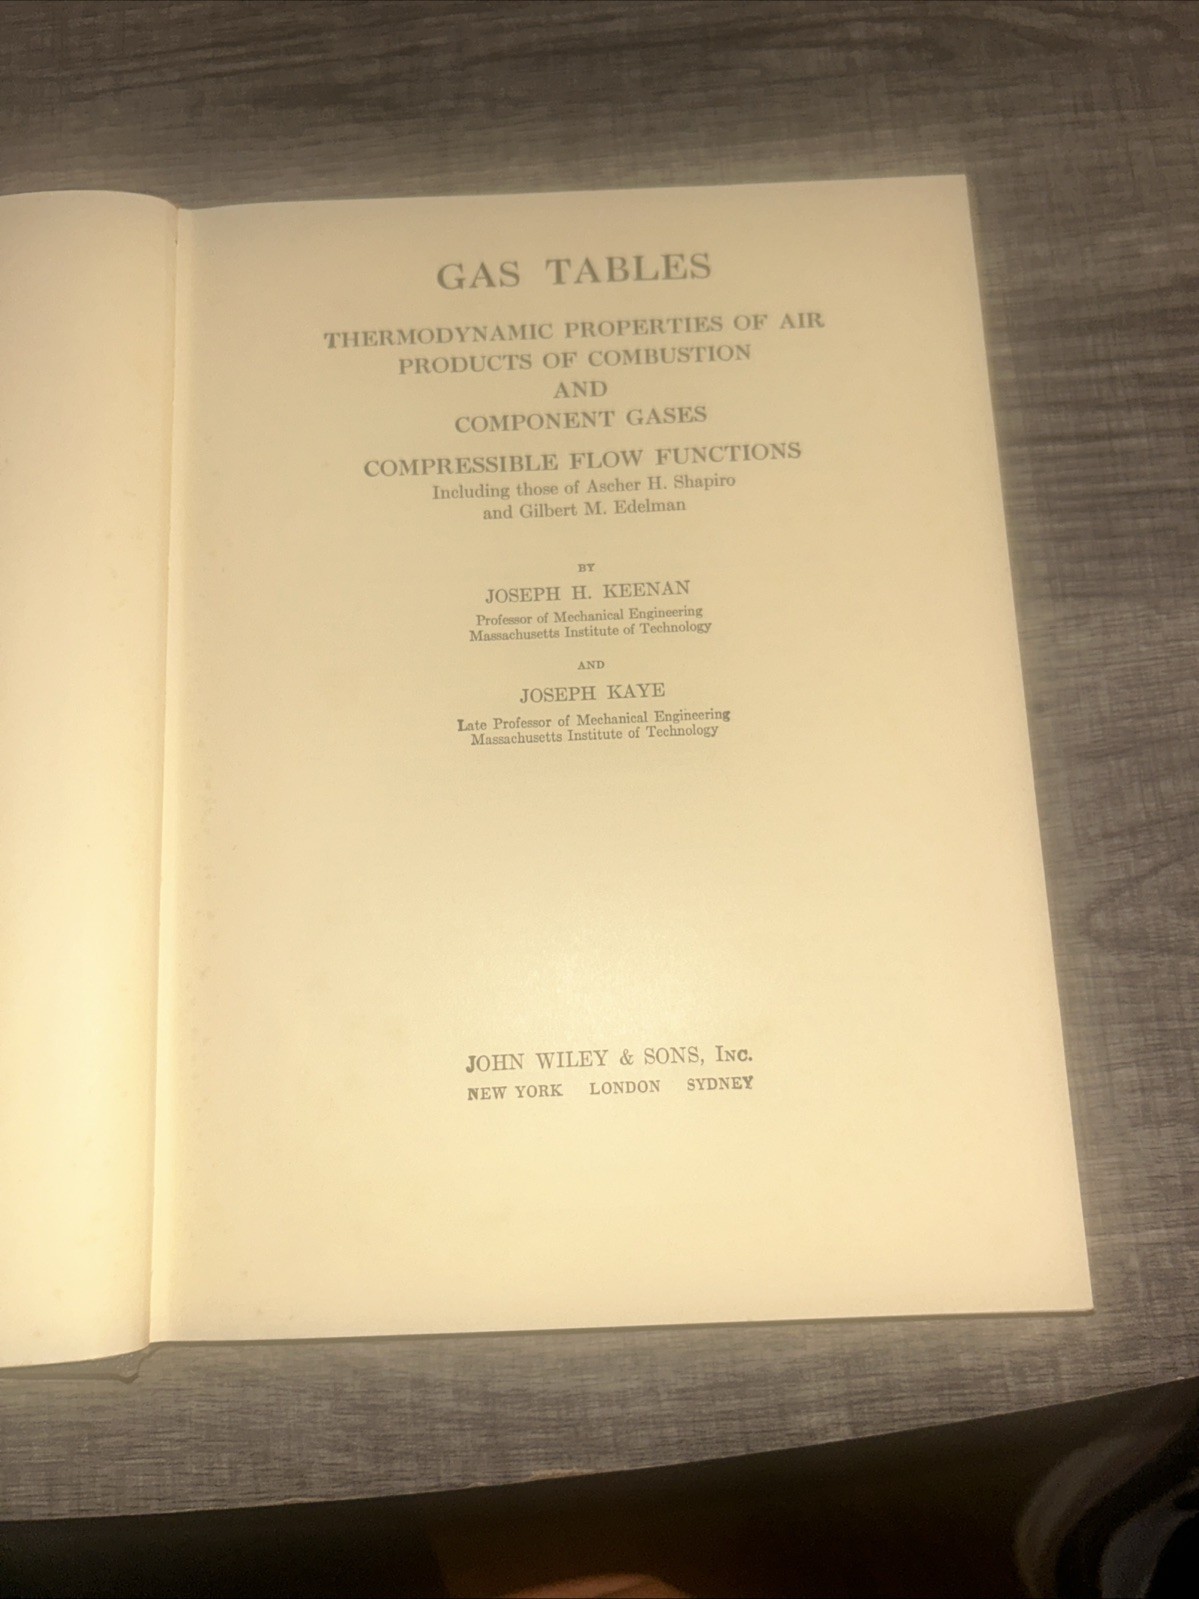 GAS TABLES
THERMODYNAMIC PROPERTIES OF AIR
PRODUCTS OF COMBUSTION
AND
COMPONENT GASES
COMPRESSIBLE FLOW FUNCTIONS
Including those of Ascher H. Shapiro
and Gilbert M. Edelman
BY
JOSEPH H. KEENAN
Professor of Mechanical Engineering
Massachusetts Institute of Technology
AND
JOSEPH KAYE
Late Professor of Mechanical Engineering
Massachusetts Institute of Technology
JOHN WILEY & SONS, INC.
NEW YORK LONDON SYDNEY